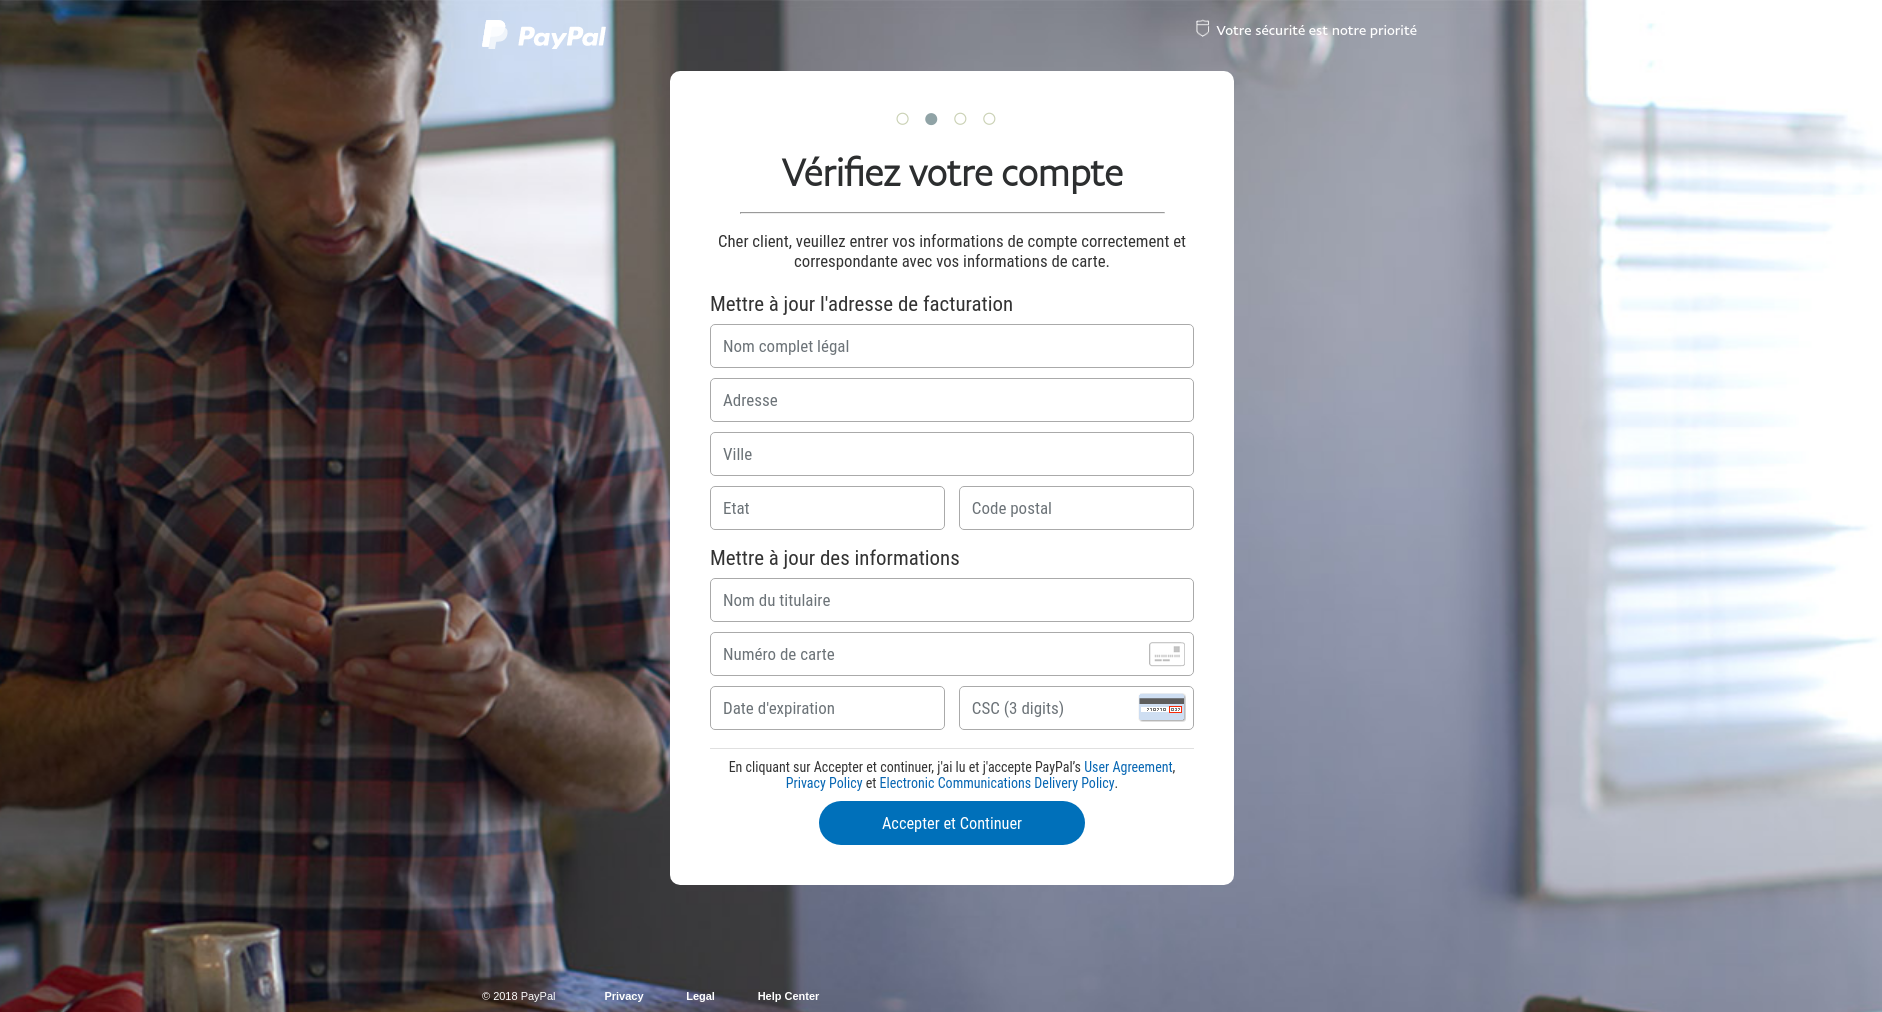 PayPal
Votre sécurité est notre priorité
Vérifiez votre compte
Cher client, veuillez entrer vos informations de compte correctement et
correspondante avec vos informations de carte.
Mettre à jour l'adresse de facturation
Nom complet légal
Adresse
Ville
Etat
Code postal
Mettre à jour des informations
Nom du titulaire
Numéro de carte
Date d'expiration
CSC (3 digits)
En cliquant sur Accepter et continuer, j'ai lu et j'accepte PayPal's User Agreement,
Privacy Policy et Electronic Communications Delivery Policy.
Accepter et Continuer
© 2018 PayPal Privacy Legal Help Center